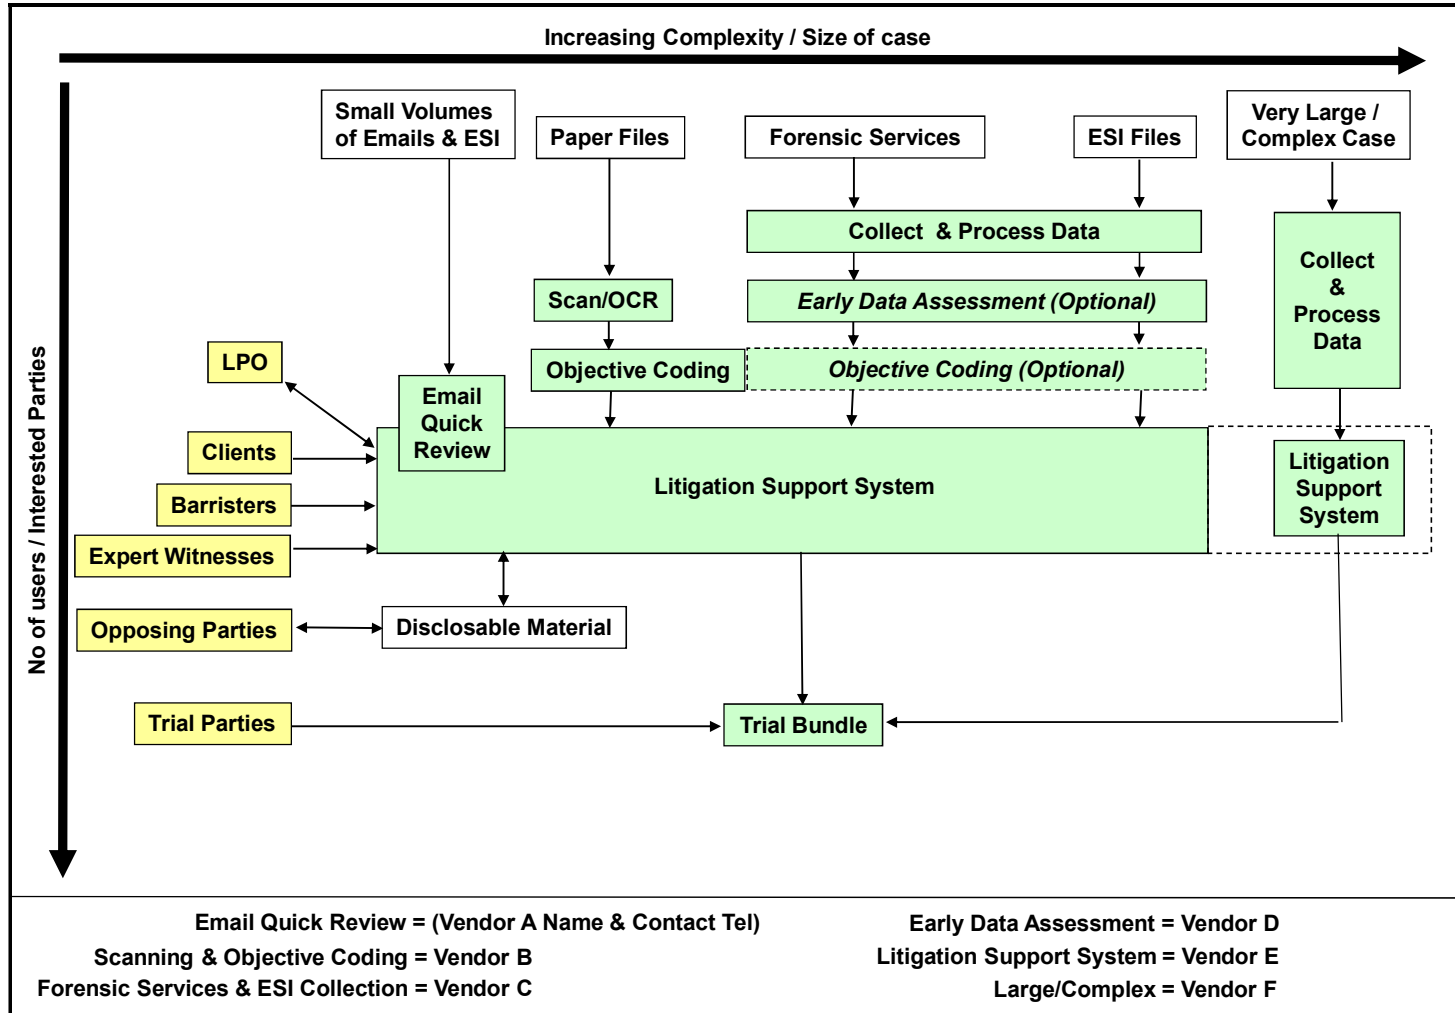 Increasing Complexity / Size of case
No of users / Interested Parties
Small Volumes
of Emails & ESI
Paper Files
Forensic Services
ESI Files
Very Large /
Complex Case
Collect & Process Data
Collect
&
Process
Data
Scan/OCR
Early Data Assessment (Optional)
Objective Coding
Objective Coding (Optional)
LPO
Email
Quick
Review
Clients
Barristers
Expert Witnesses
Litigation Support System
Litigation
Support
System
Opposing Parties
Disclosable Material
Trial Parties
Trial Bundle
Email Quick Review = (Vendor A Name & Contact Tel)
Scanning & Objective Coding = Vendor B
Forensic Services & ESI Collection = Vendor C
Early Data Assessment = Vendor D
Litigation Support System = Vendor E
Large/Complex = Vendor F